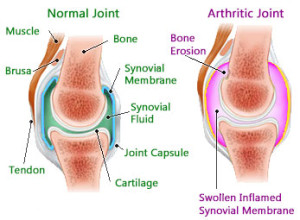 Normal Joint
Muscle
Brusa
Bone
Synovial
Membrane
Synovial
Fluid
Joint Capsule
Cartilage
Tendon
Arthritic Joint
Bone
Erosion
Swollen Inflamed
Synovial Membrane